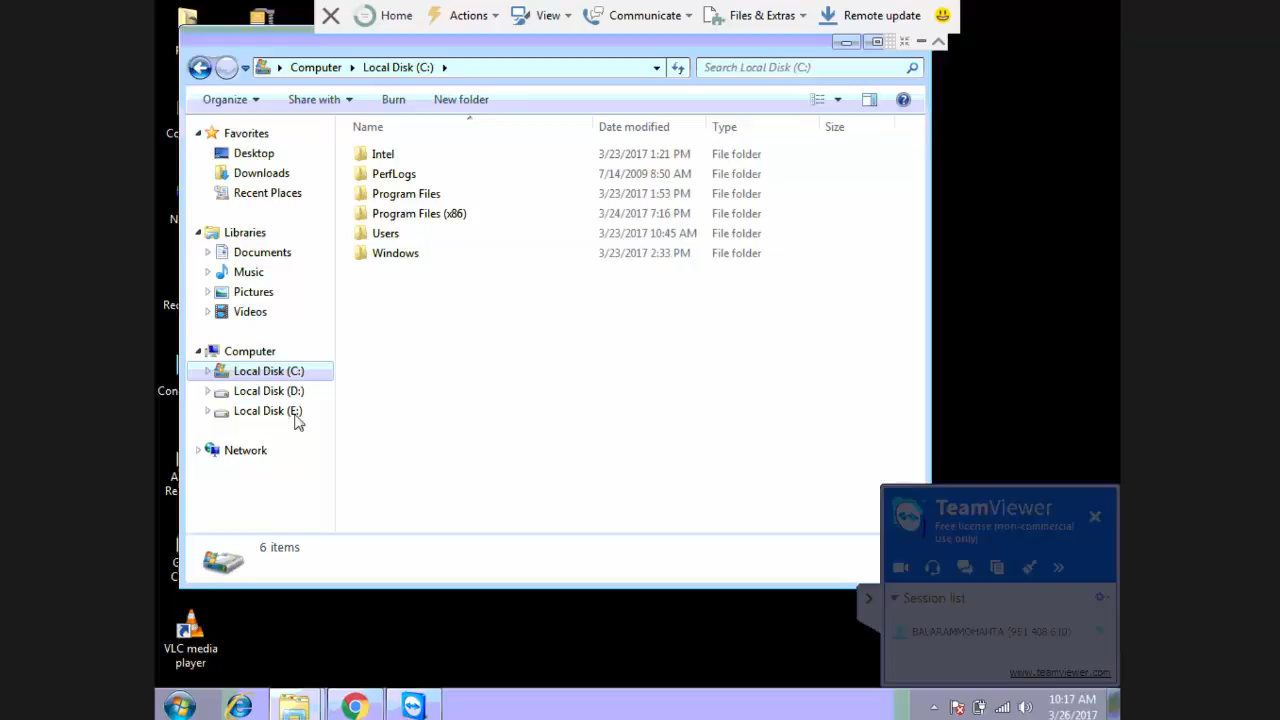 Home
Actions
View
Communicate
Files & Extras
Remote update
Computer
Local Disk (C:)
Search Local Disk (C:)
Organize
Share with
Burn
New folder
Name
Date modified
Type
Size
Favorites
Desktop
Downloads
Recent Places
Libraries
Documents
Music
Pictures
Videos
Computer
Local Disk (C:)
Local Disk (D:)
Local Disk (E:)
Network
Intel 3/23/2017 1:21 PM File folder
PerfLogs 7/14/2009 8:50 AM File folder
Program Files 3/23/2017 1:53 PM File folder
Program Files (x86) 3/24/2017 7:16 PM File folder
Users 3/23/2017 10:45 AM File folder
Windows 3/23/2017 2:33 PM File folder
6 items
TeamViewer
Free license (non-commercial
use only)
Session list
BALARAMMOHANTA
www.teamviewer.com
VLC media
player
10:17 AM
3/26/2017